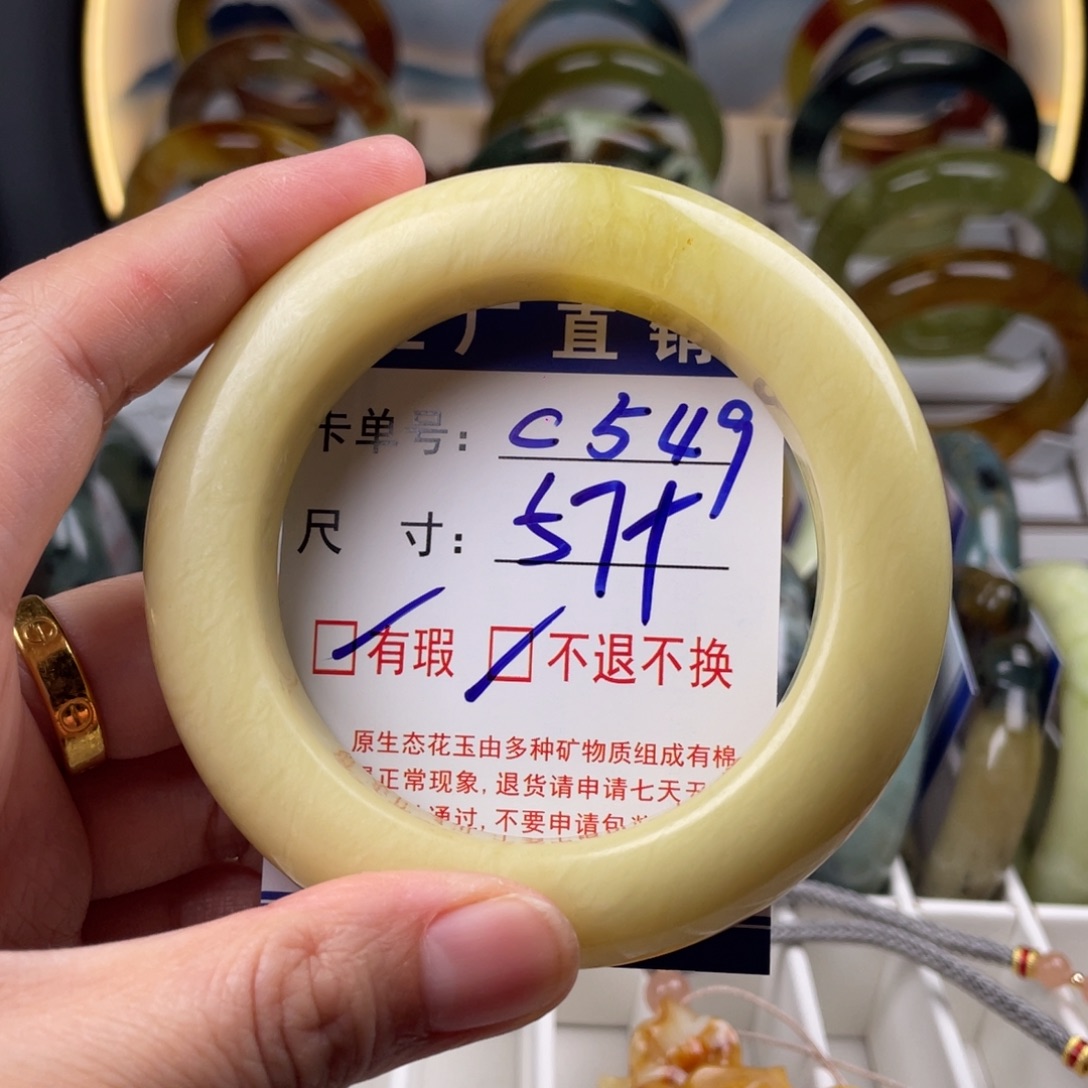 厂直销
卡单号: C549
尺 寸: 57+
□有瑕 □不退不换
原生态花玉由多种矿物质组成有棉
正常现象, 退货请申请七天无
通过, 不要申请包